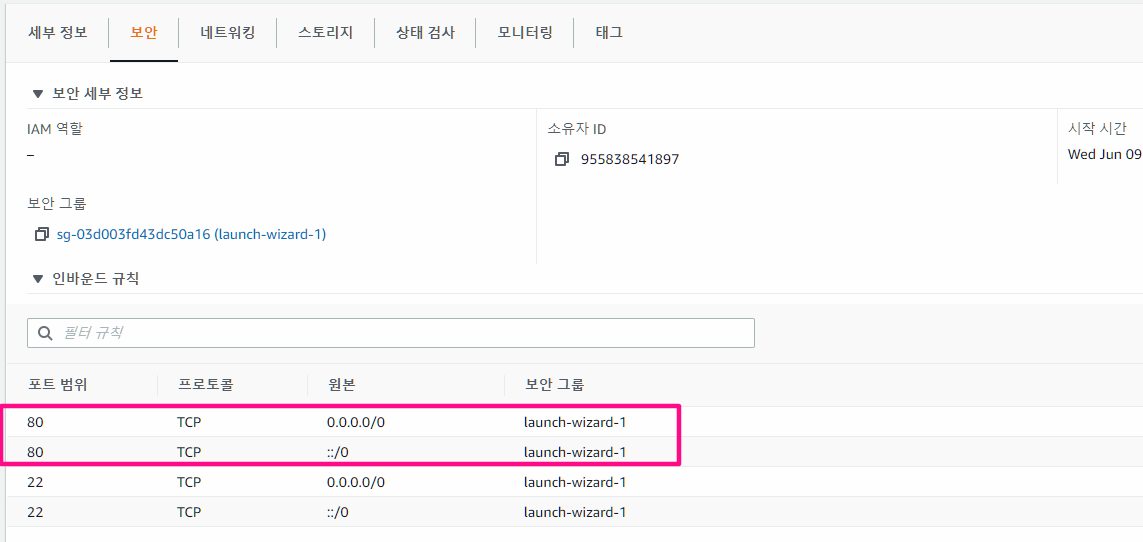 세부 정보 보안 네트워킹 스토리지 상태 검사 모니터링 태그
▼ 보안 세부 정보
IAM 역할 소유자 ID 시작 시간
– 955838541897 Wed Jun 09
보안 그룹
sg-03d003fd43dc50a16 (launch-wizard-1)
▼ 인바운드 규칙
필터 규칙
포트 범위 프로토콜 원본 보안 그룹
80 TCP 0.0.0.0/0 launch-wizard-1
80 TCP ::/0 launch-wizard-1
22 TCP 0.0.0.0/0 launch-wizard-1
22 TCP ::/0 launch-wizard-1